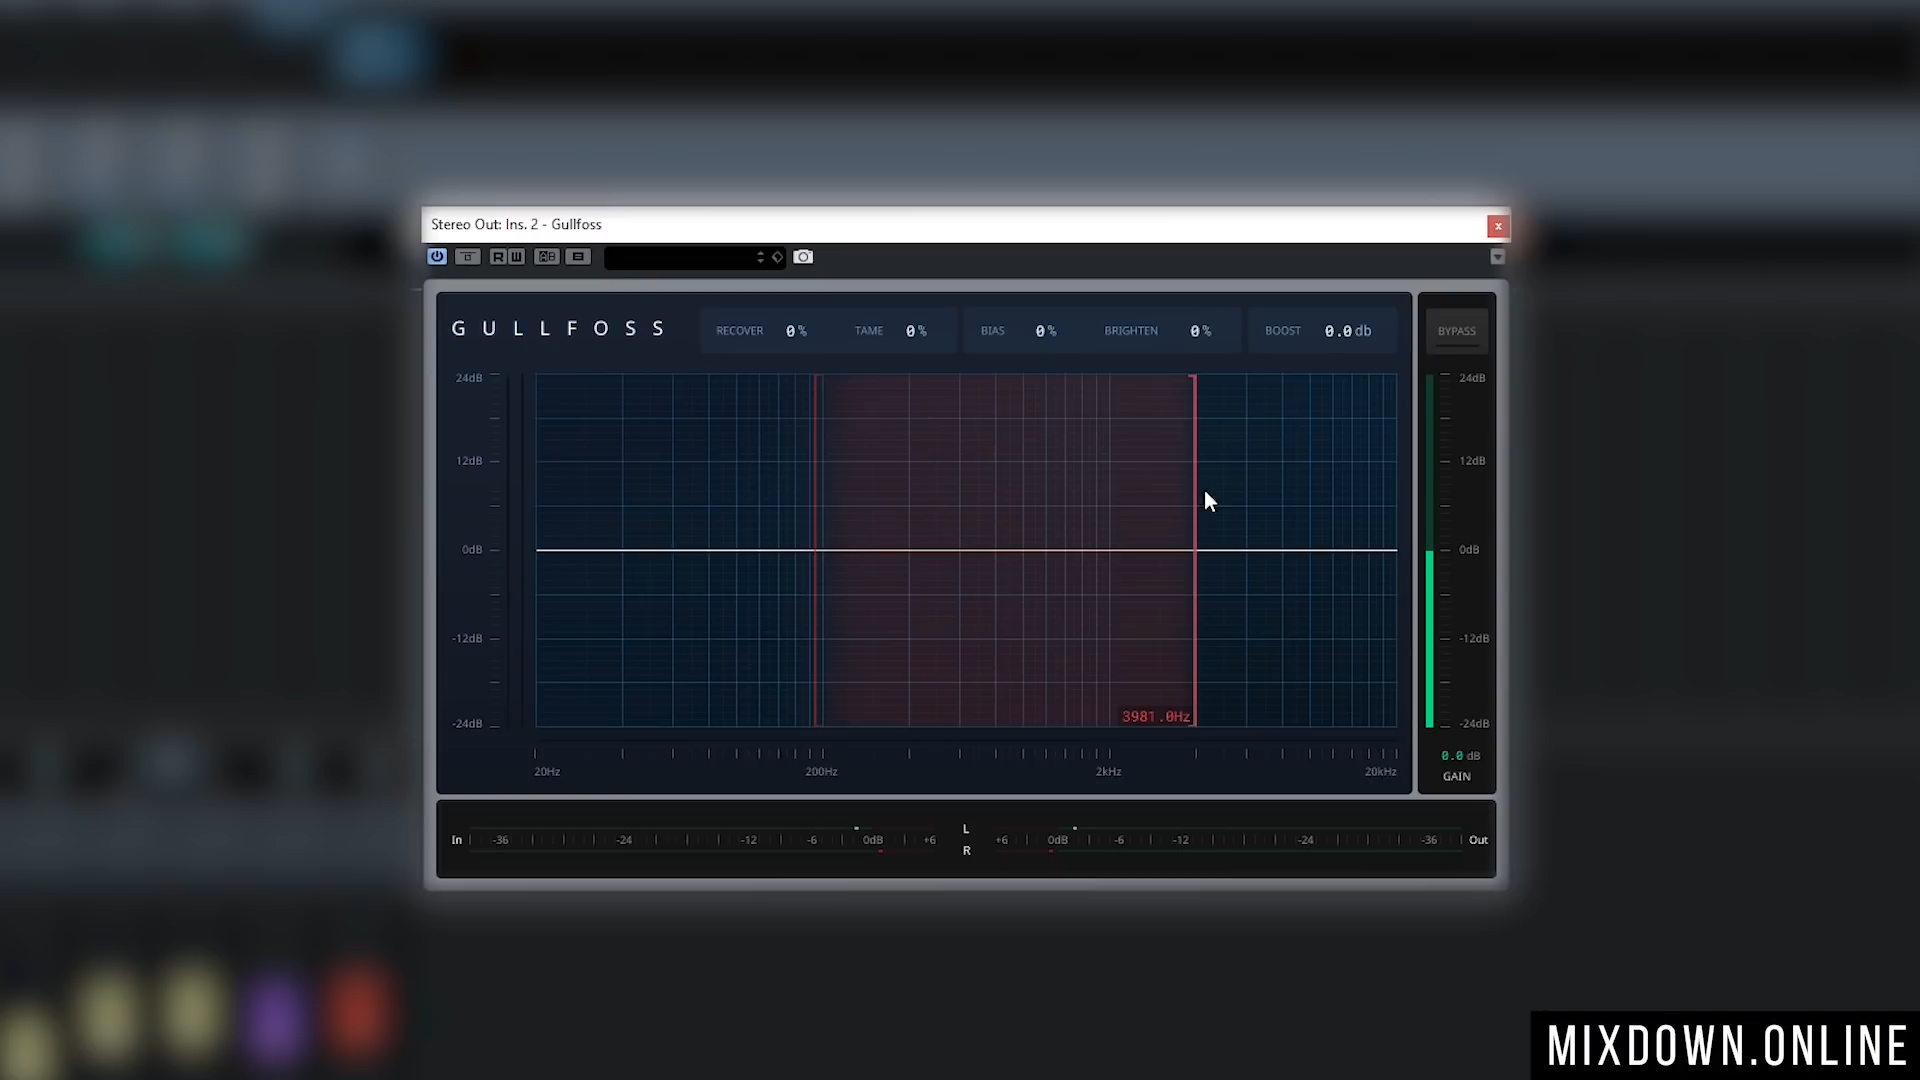 Stereo Out: Ins. 2 - Gullfoss
x
R W AB
GULLFOSS RECOVER 0% TAME 0% BIAS 0% BRIGHTEN 0% BOOST 0.0db BYPASS
24dB 24dB
12dB 12dB
0dB 0dB
-12dB -12dB
3981.0Hz
-24dB -24dB
0.0 dB
20Hz 200Hz 2kHz 20kHz GAIN
L
In -36 -24 -12 -6 0dB +6 +6 0dB -6 -12 -24 -36 Out
R
MIXDOWN.ONLINE